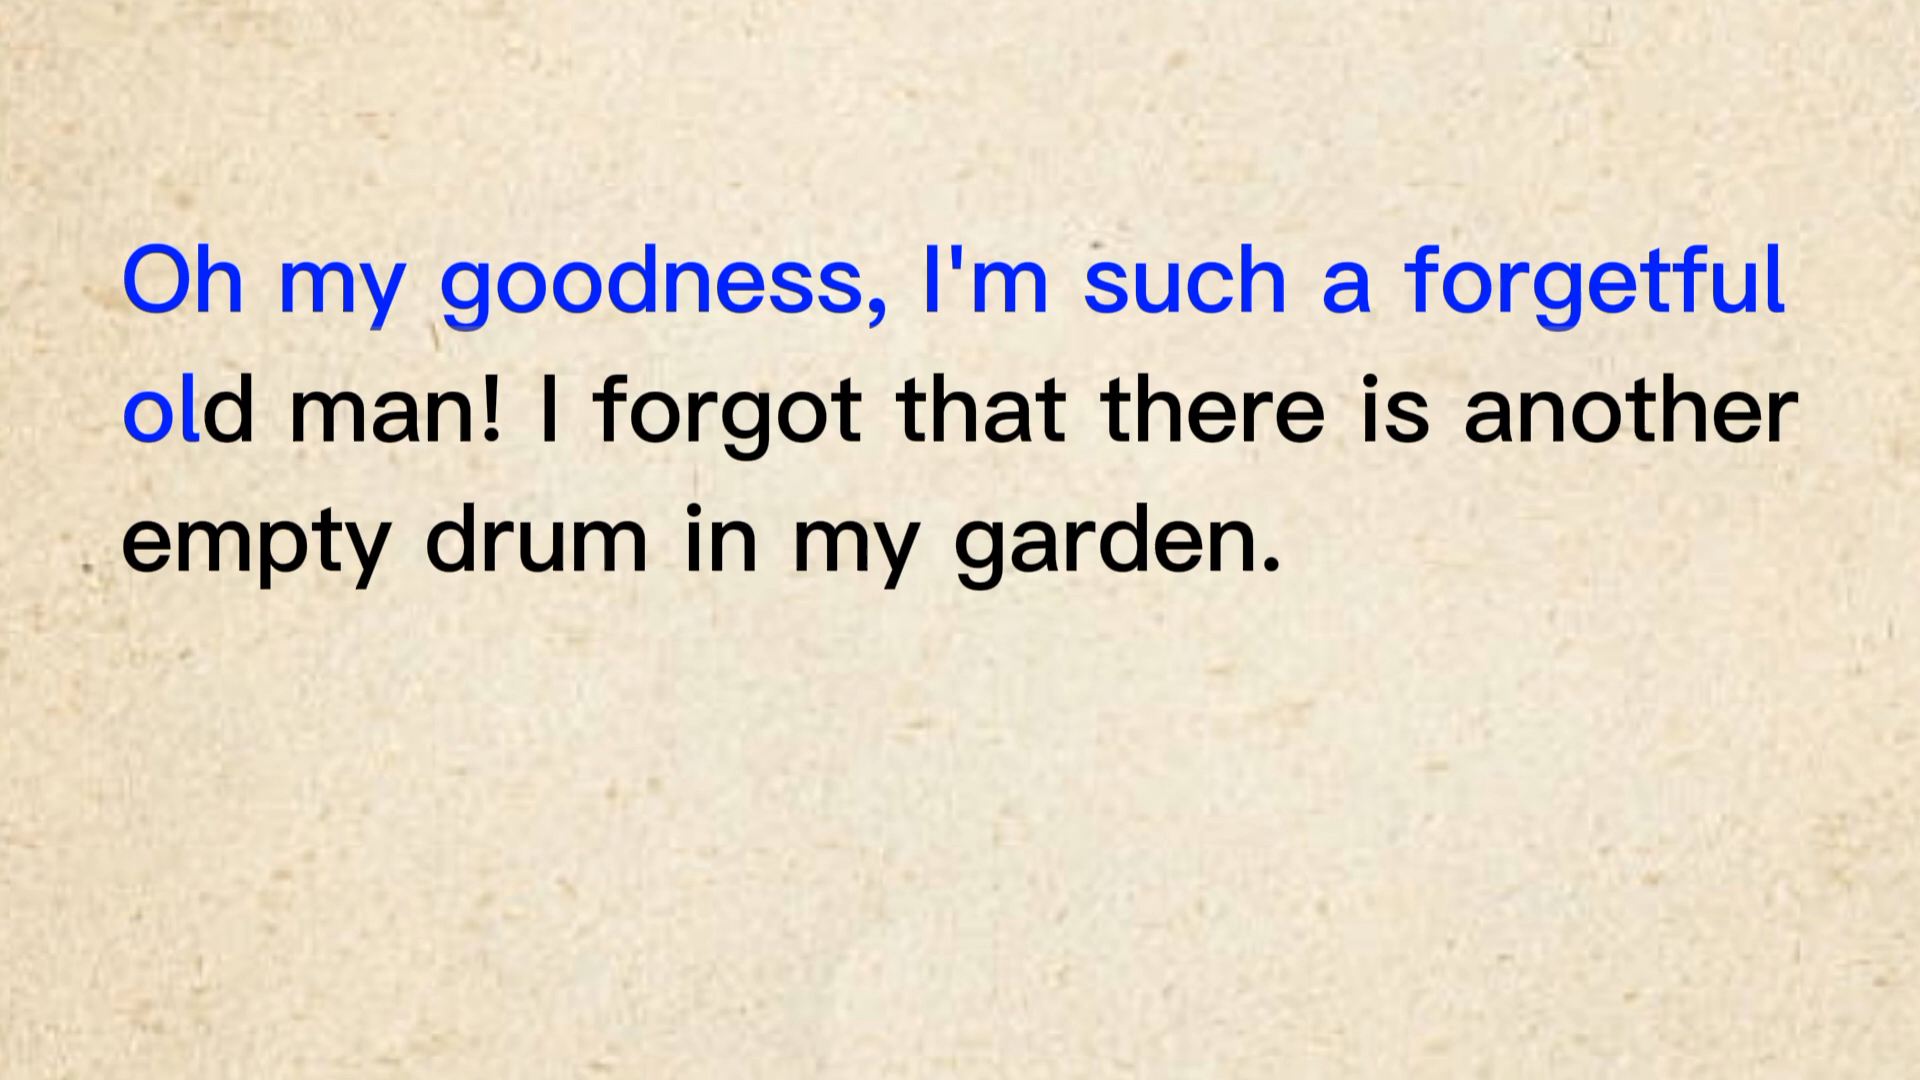 Oh my goodness, I'm such a forgetful
old man! I forgot that there is another
empty drum in my garden.